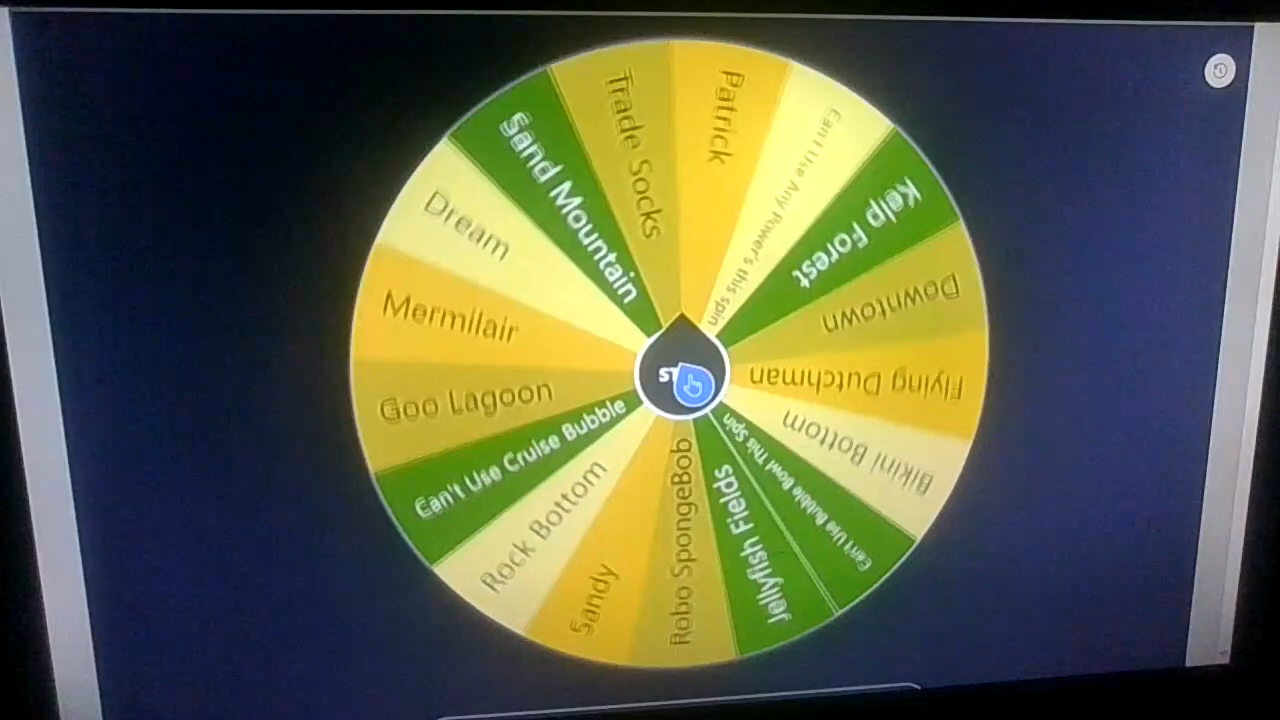 Patrick
Can't Use Any Power's this spin
Kelp Forest
Downtown
Flying Dutchman
Bikini Bottom
Can't Use Bubble Bowl This Spin
Jellyfish Fields
Robo SpongeBob
Sandy
Rock Bottom
Can't Use Cruise Bubble
Goo Lagoon
Mermilair
Dream
Sand Mountain
Trade Socks